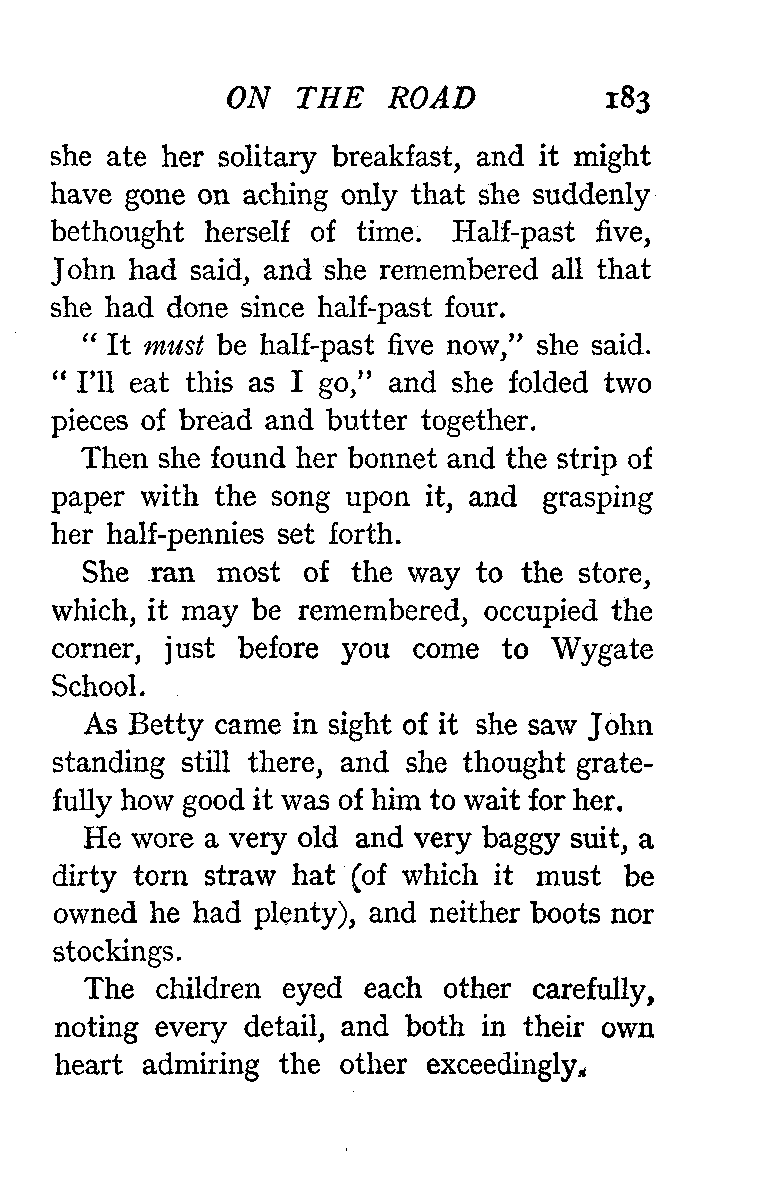 ON THE ROAD 183
she ate her solitary breakfast, and it might
have gone on aching only that she suddenly
bethought herself of time. Half-past five,
John had said, and she remembered all that
she had done since half-past four.
“ It must be half-past five now,” she said.
“ I’ll eat this as I go,” and she folded two
pieces of bread and butter together.
Then she found her bonnet and the strip of
paper with the song upon it, and grasping
her half-pennies set forth.
She ran most of the way to the store,
which, it may be remembered, occupied the
corner, just before you come to Wygate
School.
As Betty came in sight of it she saw John
standing still there, and she thought grate-
fully how good it was of him to wait for her.
He wore a very old and very baggy suit, a
dirty torn straw hat (of which it must be
owned he had plenty), and neither boots nor
stockings.
The children eyed each other carefully,
noting every detail, and both in their own
heart admiring the other exceedingly.